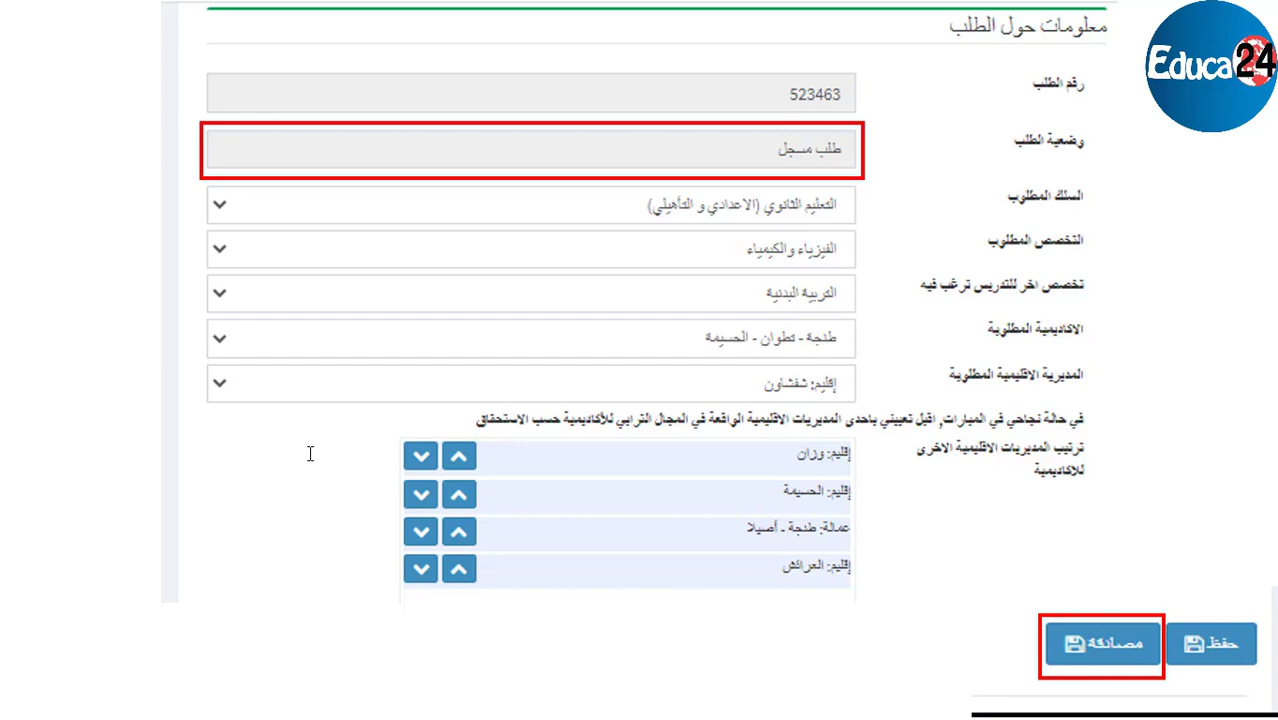 Educa 24
معلومات حول الطلب
رقم الطلب
523463
وضعية الطلب
طلب مسجل
السلك المطلوب
التعليم الثانوي (الاعدادي و التأهيلي)
التخصص المطلوب
الفيزياء والكيمياء
تخصص اخر للتدريس ترغب فيه
التربية البدنية
الاكاديمية المطلوبة
طنجة - تطوان - الحسيمة
المديرية الاقليمية المطلوبة
إقليم: شفشاون
في حالة نجاحي في المباراة, اقبل تعييني باحدى المديريات الاقليمية الواقعة في المجال الترابي للأكاديمية حسب الاستحقاق
ترتيب المديريات الاقليمية الاخرى
للاكاديمية
إقليم: وزان
إقليم: الحسيمة
عمالة: طنجة - أصيلا
إقليم: العرائش
حفظ
مصادقة